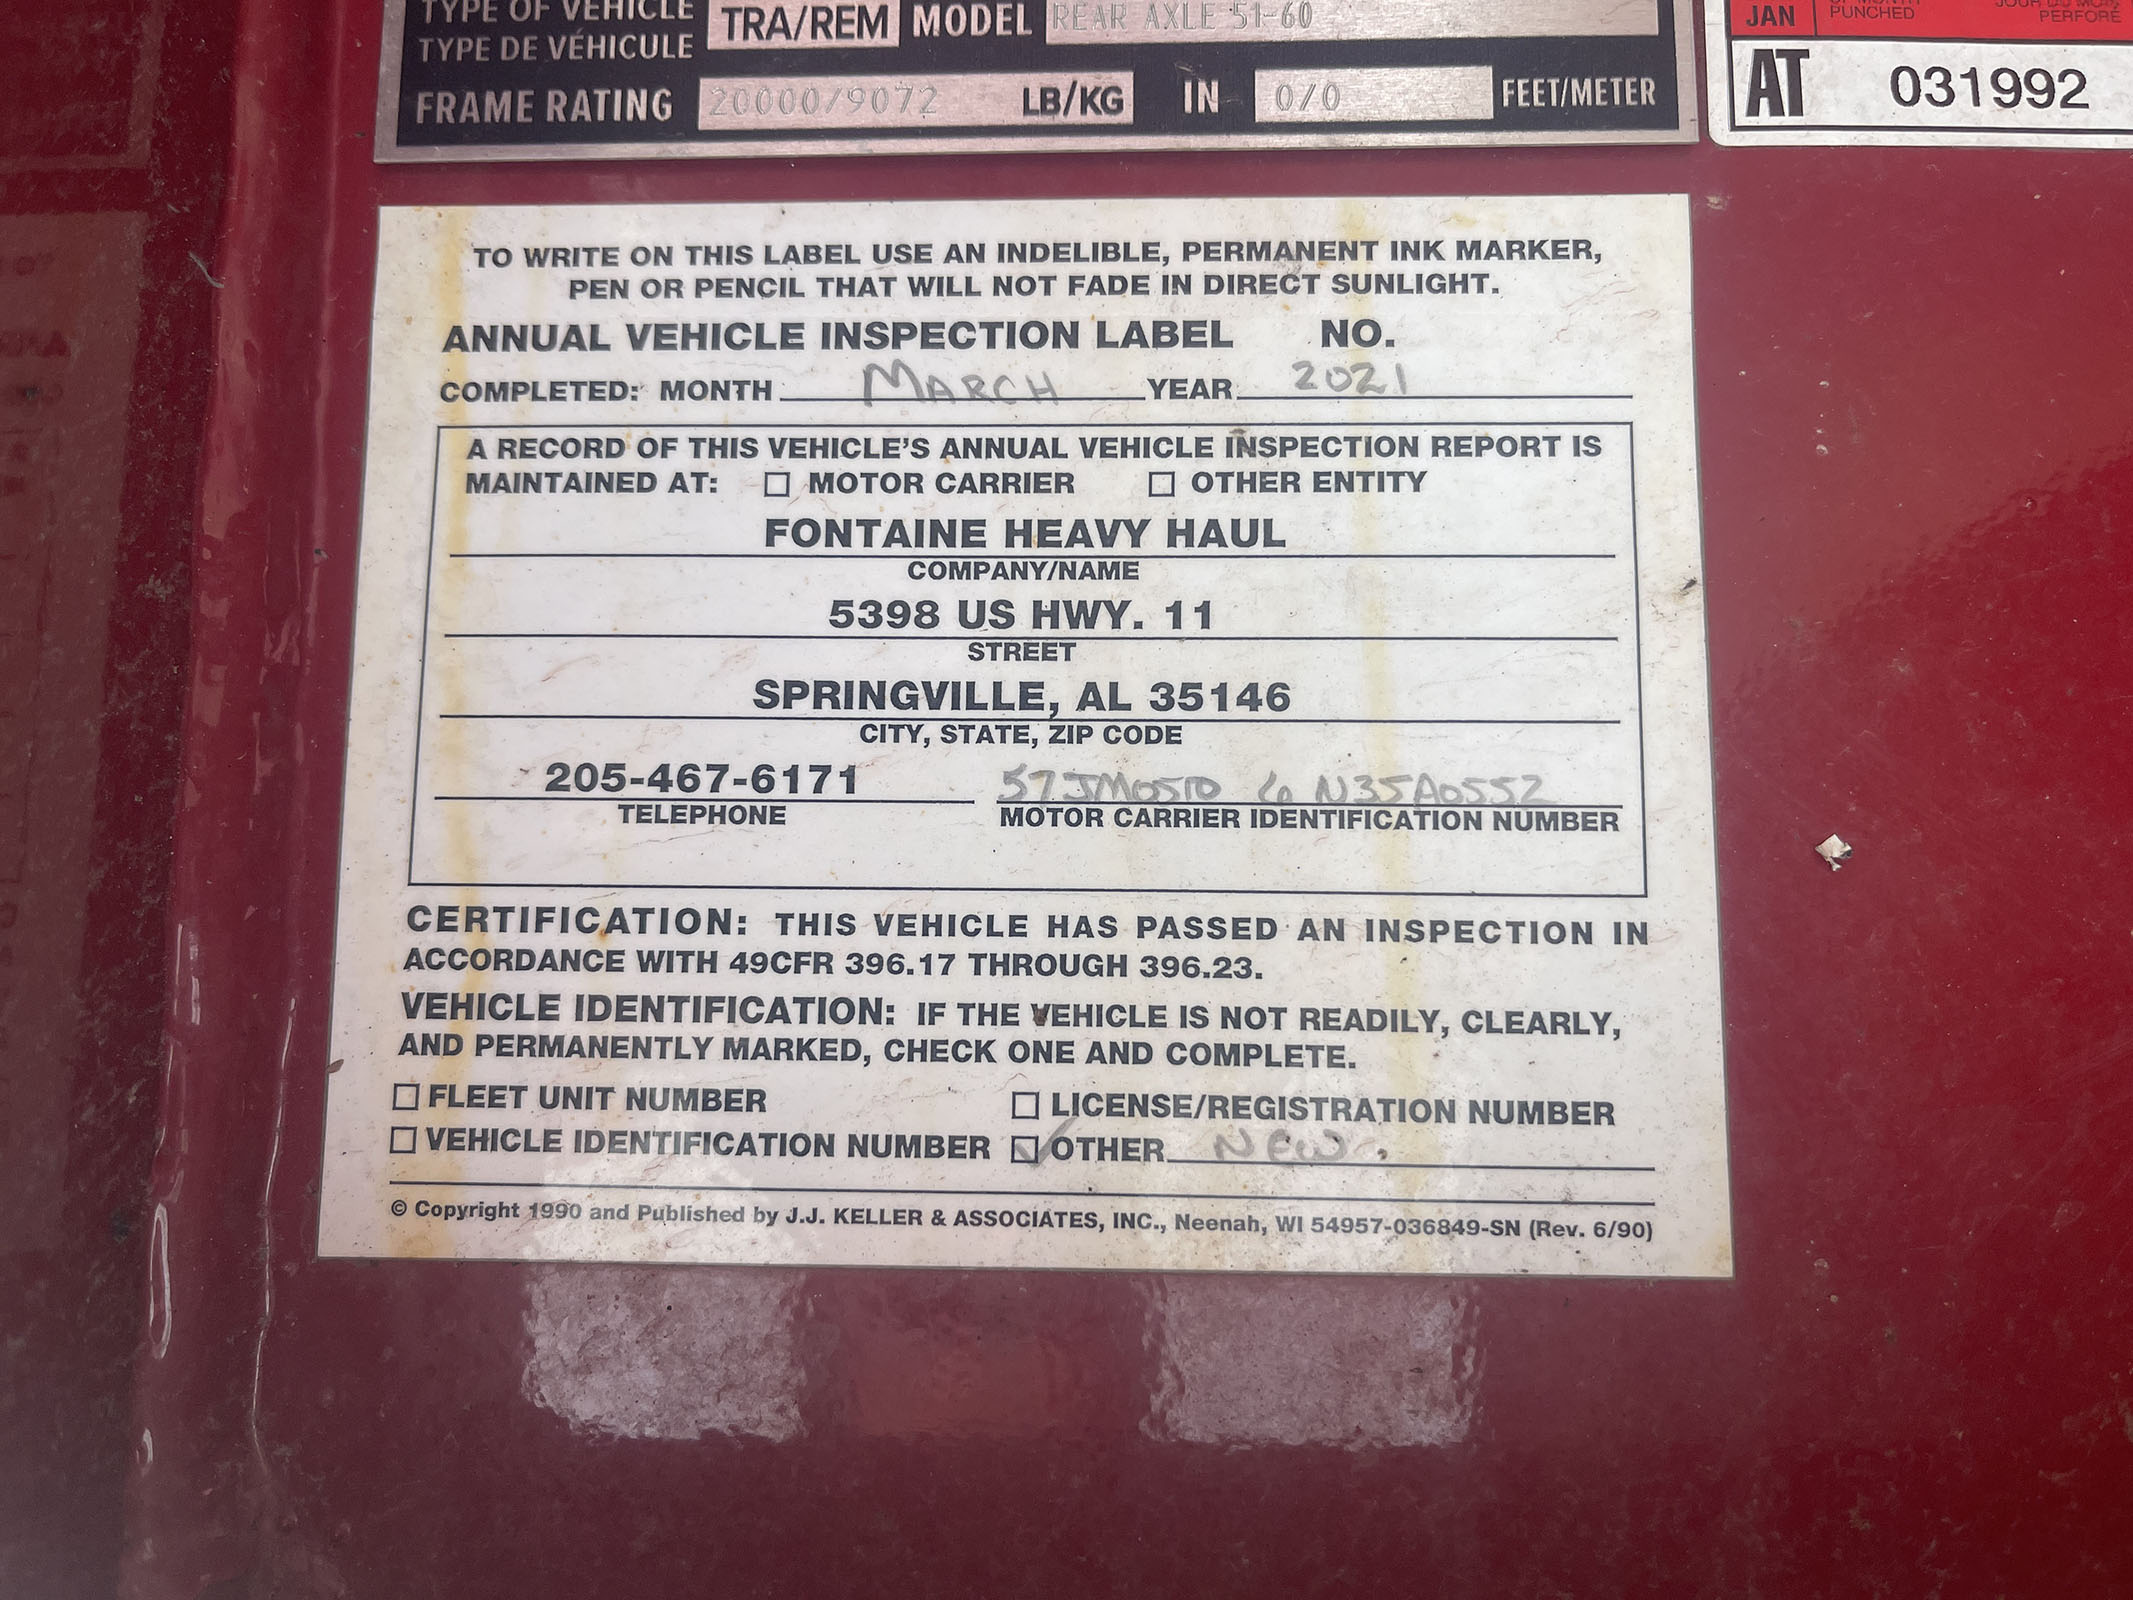 TYPE OF VEHICLE
TYPE DE VÉHICULE
TRA/REM MODEL REAR AXLE 51-60
FRAME RATING 20000/9072 LB/KG IN 0/0 FEET/METER
JAN
PUNCHED
JOUR DU MOIS
PERFORÉ
AT 031992
TO WRITE ON THIS LABEL USE AN INDELIBLE, PERMANENT INK MARKER,
PEN OR PENCIL THAT WILL NOT FADE IN DIRECT SUNLIGHT.
ANNUAL VEHICLE INSPECTION LABEL NO.
COMPLETED: MONTH MARCH YEAR 2021
A RECORD OF THIS VEHICLE'S ANNUAL VEHICLE INSPECTION REPORT IS
MAINTAINED AT: ☐ MOTOR CARRIER ☐ OTHER ENTITY
FONTAINE HEAVY HAUL
COMPANY/NAME
5398 US HWY. 11
STREET
SPRINGVILLE, AL 35146
CITY, STATE, ZIP CODE
205-467-6171
TELEPHONE
MOTOR CARRIER IDENTIFICATION NUMBER
CERTIFICATION: THIS VEHICLE HAS PASSED AN INSPECTION IN
ACCORDANCE WITH 49CFR 396.17 THROUGH 396.23.
VEHICLE IDENTIFICATION: IF THE VEHICLE IS NOT READILY, CLEARLY,
AND PERMANENTLY MARKED, CHECK ONE AND COMPLETE.
☐ FLEET UNIT NUMBER ☐ LICENSE/REGISTRATION NUMBER
☐ VEHICLE IDENTIFICATION NUMBER ☑ OTHER NEW
© Copyright 1990 and Published by J.J. KELLER & ASSOCIATES, INC., Neenah, WI 54957-0368 49-SN (Rev. 6/90)